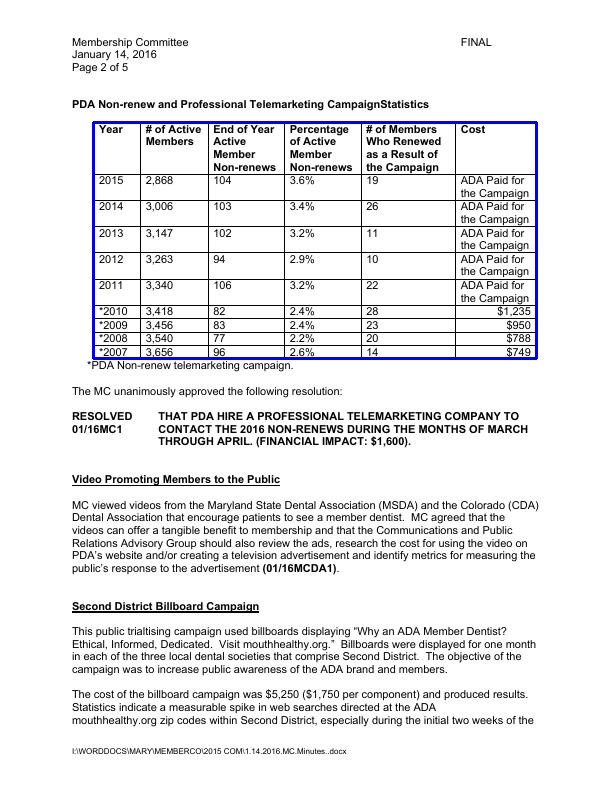 Membership Committee FINAL
January 14, 2016
Page 2 of 5
PDA Non-renew and Professional Telemarketing CampaignStatistics
Year # of Active Members End of Year Active Member Non-renews Percentage of Active Member Non-renews # of Members Who Renewed as a Result of the Campaign Cost
2015 2,868 104 3.6% 19 ADA Paid for the Campaign
2014 3,006 103 3.4% 26 ADA Paid for the Campaign
2013 3,147 102 3.2% 11 ADA Paid for the Campaign
2012 3,263 94 2.9% 10 ADA Paid for the Campaign
2011 3,340 106 3.2% 22 ADA Paid for the Campaign
*2010 3,418 82 2.4% 28 $1,235
*2009 3,456 83 2.4% 23 $950
*2008 3,540 77 2.2% 20 $788
*2007 3,656 96 2.6% 14 $749
*PDA Non-renew telemarketing campaign.
The MC unanimously approved the following resolution:
RESOLVED THAT PDA HIRE A PROFESSIONAL TELEMARKETING COMPANY TO
01/16MC1 CONTACT THE 2016 NON-RENEWS DURING THE MONTHS OF MARCH
THROUGH APRIL. (FINANCIAL IMPACT: $1,600).
Video Promoting Members to the Public
MC viewed videos from the Maryland State Dental Association (MSDA) and the Colorado (CDA)
Dental Association that encourage patients to see a member dentist. MC agreed that the
videos can offer a tangible benefit to membership and that the Communications and Public
Relations Advisory Group should also review the ads, research the cost for using the video on
PDA's website and/or creating a television advertisement and identify metrics for measuring the
public's response to the advertisement (01/16MCDA1).
Second District Billboard Campaign
This public trialtising campaign used billboards displaying "Why an ADA Member Dentist?
Ethical, Informed, Dedicated. Visit mouthhealthy.org." Billboards were displayed for one month
in each of the three local dental societies that comprise Second District. The objective of the
campaign was to increase public awareness of the ADA brand and members.
The cost of the billboard campaign was $5,250 ($1,750 per component) and produced results.
Statistics indicate a measurable spike in web searches directed at the ADA
mouthhealthy.org zip codes within Second District, especially during the initial two weeks of the
I:\WORDDOCS\MARY\MEMBERCO\2015 COM\1.14.2016.MC.Minutes..docx